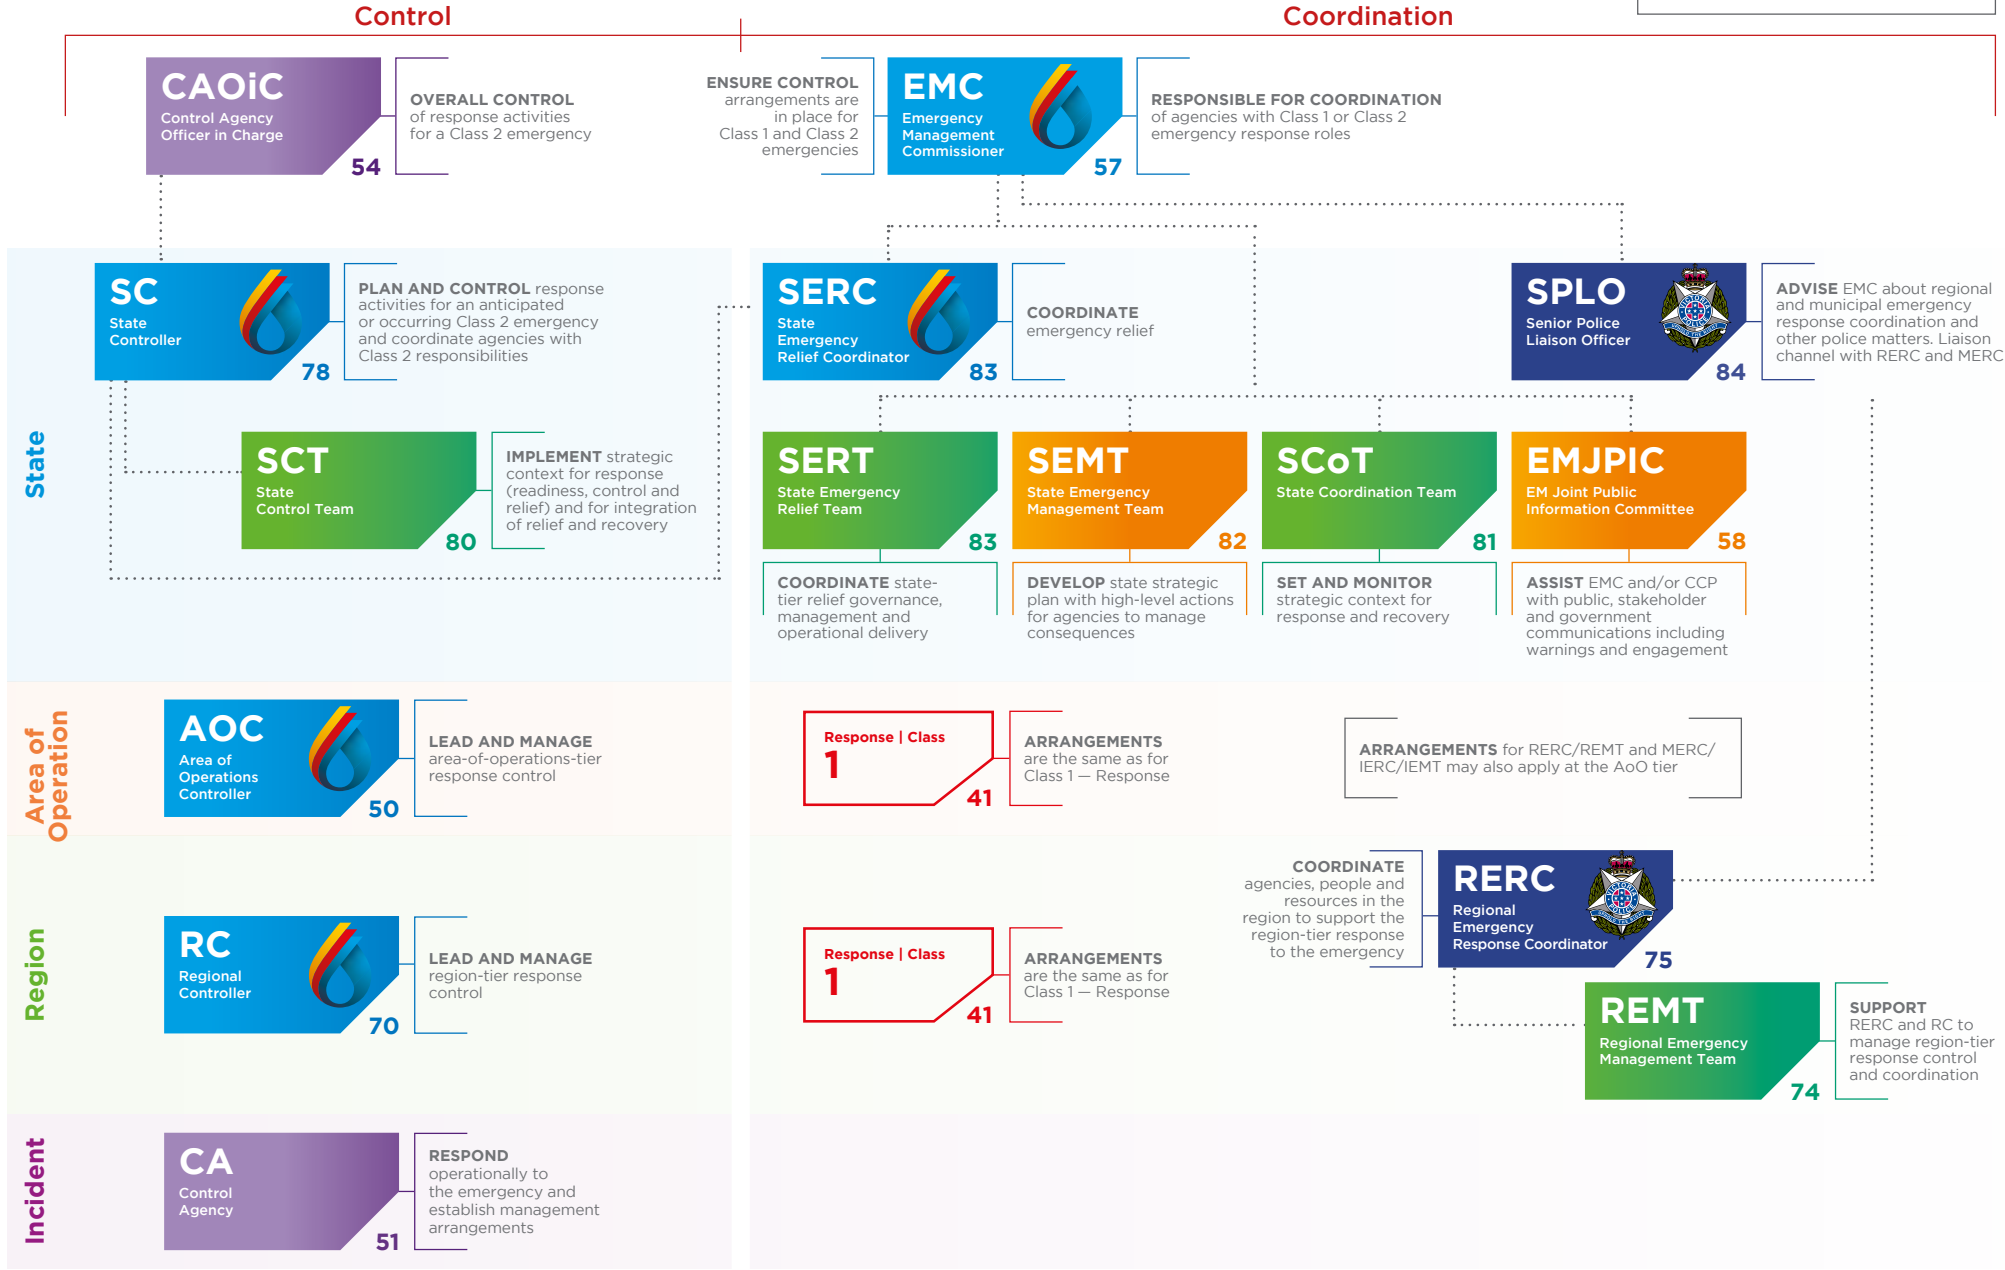 Control
Coordination
CAOiC
Control Agency
Officer in Charge
54
OVERALL CONTROL
of response activities
for a Class 2 emergency
ENSURE CONTROL
arrangements are
in place for
Class 1 and Class 2
emergencies
EMC
Emergency
Management
Commissioner
57
RESPONSIBLE FOR COORDINATION
of agencies with Class 1 or Class 2
emergency response roles
State
SC
State
Controller
78
PLAN AND CONTROL response
activities for an anticipated
or occurring Class 2 emergency
and coordinate agencies with
Class 2 responsibilities
SERC
State
Emergency
Relief Coordinator
83
COORDINATE
emergency relief
SPLO
Senior Police
Liaison Officer
VICTORIA
POLICE
84
ADVISE EMC about regional
and municipal emergency
response coordination and
other police matters. Liaison
channel with RERC and MERC
SCT
State
Control Team
80
IMPLEMENT strategic
context for response
(readiness, control and
relief) and for integration
of relief and recovery
SERT
State Emergency
Relief Team
83
COORDINATE state-
tier relief governance,
management and
operational delivery
SEMT
State Emergency
Management Team
82
DEVELOP state strategic
plan with high-level actions
for agencies to manage
consequences
SCoT
State Coordination Team
81
SET AND MONITOR
strategic context for
response and recovery
EMJPIC
EM Joint Public
Information Committee
58
ASSIST EMC and/or CCP
with public, stakeholder
and government
communications including
warnings and engagement
Area of
Operation
AOC
Area of
Operations
Controller
50
LEAD AND MANAGE
area-of-operations-tier
response control
Response | Class
1
41
ARRANGEMENTS
are the same as for
Class 1 — Response
ARRANGEMENTS for RERC/REMT and MERC/
IERC/IEMT may also apply at the AoO tier
Region
RC
Regional
Controller
70
LEAD AND MANAGE
region-tier response
control
Response | Class
1
41
ARRANGEMENTS
are the same as for
Class 1 — Response
COORDINATE
agencies, people and
resources in the
region to support the
region-tier response
to the emergency
RERC
Regional
Emergency
Response Coordinator
VICTORIA
POLICE
75
REMT
Regional Emergency
Management Team
74
SUPPORT
RERC and RC to
manage region-tier
response control
and coordination
Incident
CA
Control
Agency
51
RESPOND
operationally to
the emergency and
establish management
arrangements